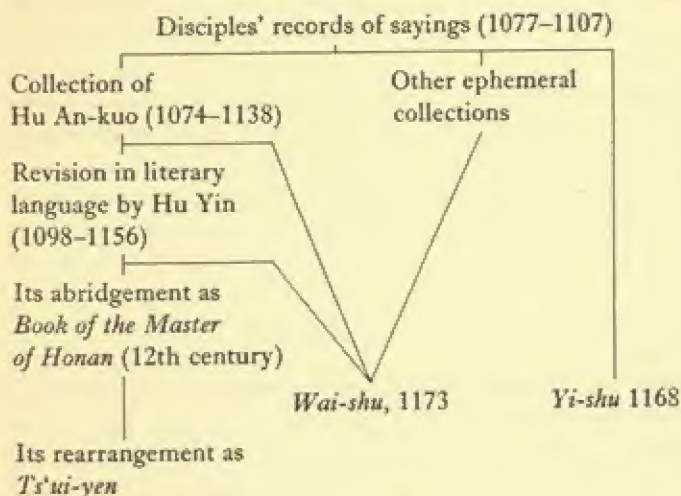 Disciples' records of sayings (1077–1107)
Collection of
Hu An-kuo (1074–1138)
Other ephemeral
collections
Revision in literary
language by Hu Yin
(1098–1156)
Its abridgement as
Book of the Master
of Honan (12th century)
Wai-shu, 1173
Yi-shu 1168
Its rearrangement as
Ts'ui-yen